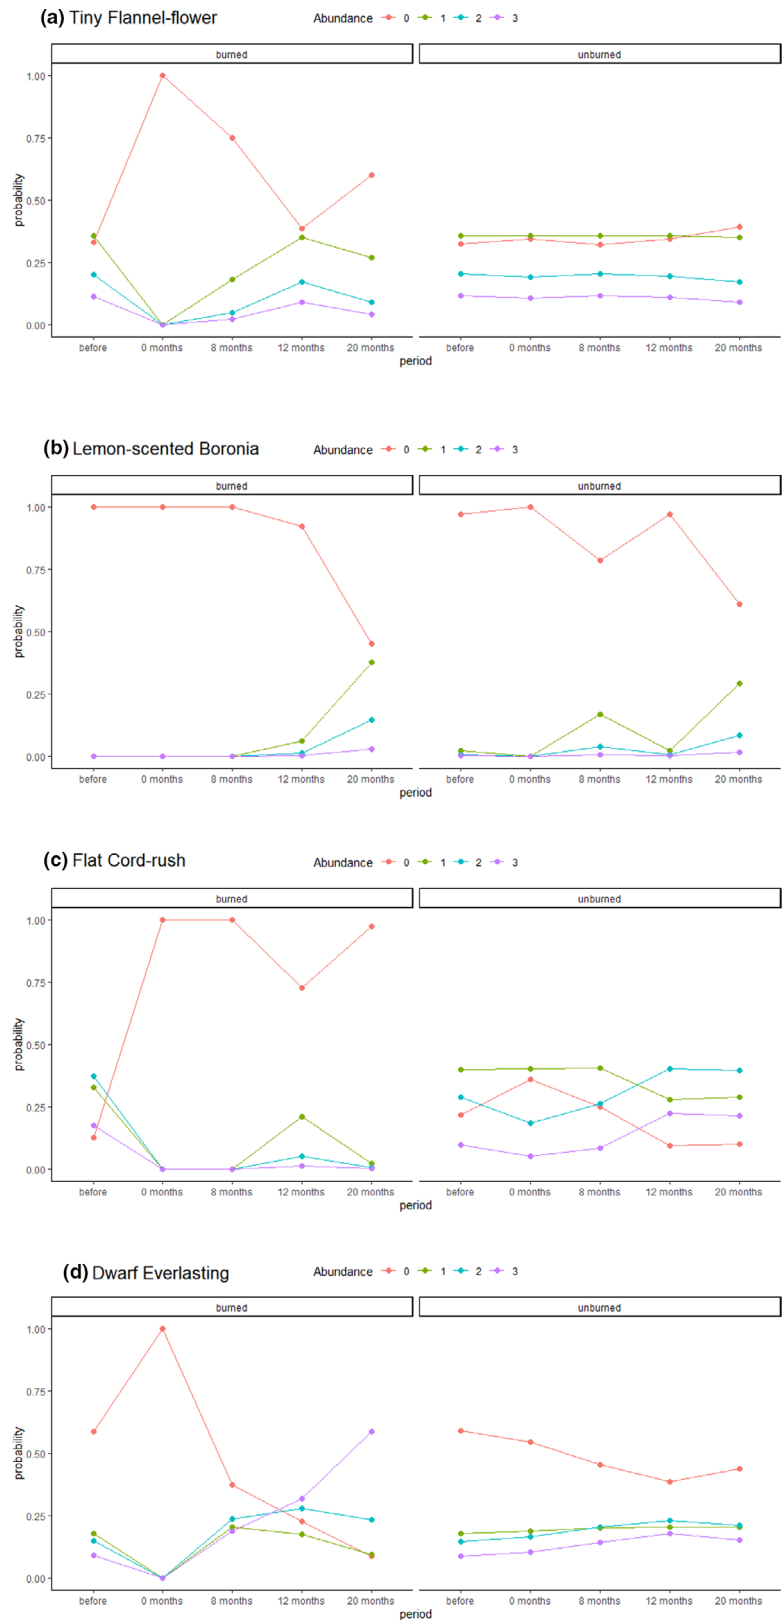 (a) Tiny Flannel-flower Abundance 0 1 2 3
burned unburned
1.00
0.75
0.50
0.25
0.00
probability
before 0 months 8 months 12 months 20 months before 0 months 8 months 12 months 20 months
period
(b) Lemon-scented Boronia Abundance 0 1 2 3
burned unburned
1.00
0.75
0.50
0.25
0.00
probability
before 0 months 8 months 12 months 20 months before 0 months 8 months 12 months 20 months
period
(c) Flat Cord-rush Abundance 0 1 2 3
burned unburned
1.00
0.75
0.50
0.25
0.00
probability
before 0 months 8 months 12 months 20 months before 0 months 8 months 12 months 20 months
period
(d) Dwarf Everlasting Abundance 0 1 2 3
burned unburned
1.00
0.75
0.50
0.25
0.00
probability
before 0 months 8 months 12 months 20 months before 0 months 8 months 12 months 20 months
period